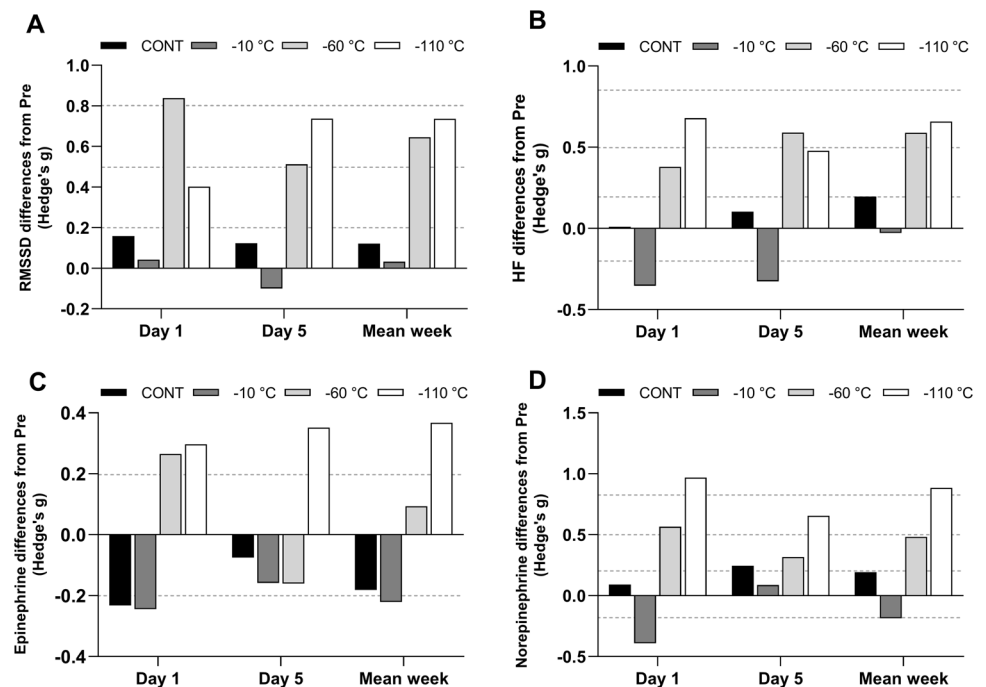 A
CONT -10 °C -60 °C -110 °C
RMSSD differences from Pre
(Hedge's g)
1.0
0.8
0.6
0.4
0.2
0.0
-0.2
Day 1 Day 5 Mean week
B
CONT -10 °C -60 °C -110 °C
HF differences from Pre
(Hedge's g)
1.0
0.5
0.0
-0.5
Day 1 Day 5 Mean week
C
CONT -10 °C -60 °C -110 °C
Epinephrine differences from Pre
(Hedge's g)
0.4
0.2
0.0
-0.2
-0.4
Day 1 Day 5 Mean week
D
CONT -10 °C -60 °C -110 °C
Norepinephrine differences from Pre
(Hedge's g)
1.5
1.0
0.5
0.0
-0.5
Day 1 Day 5 Mean week